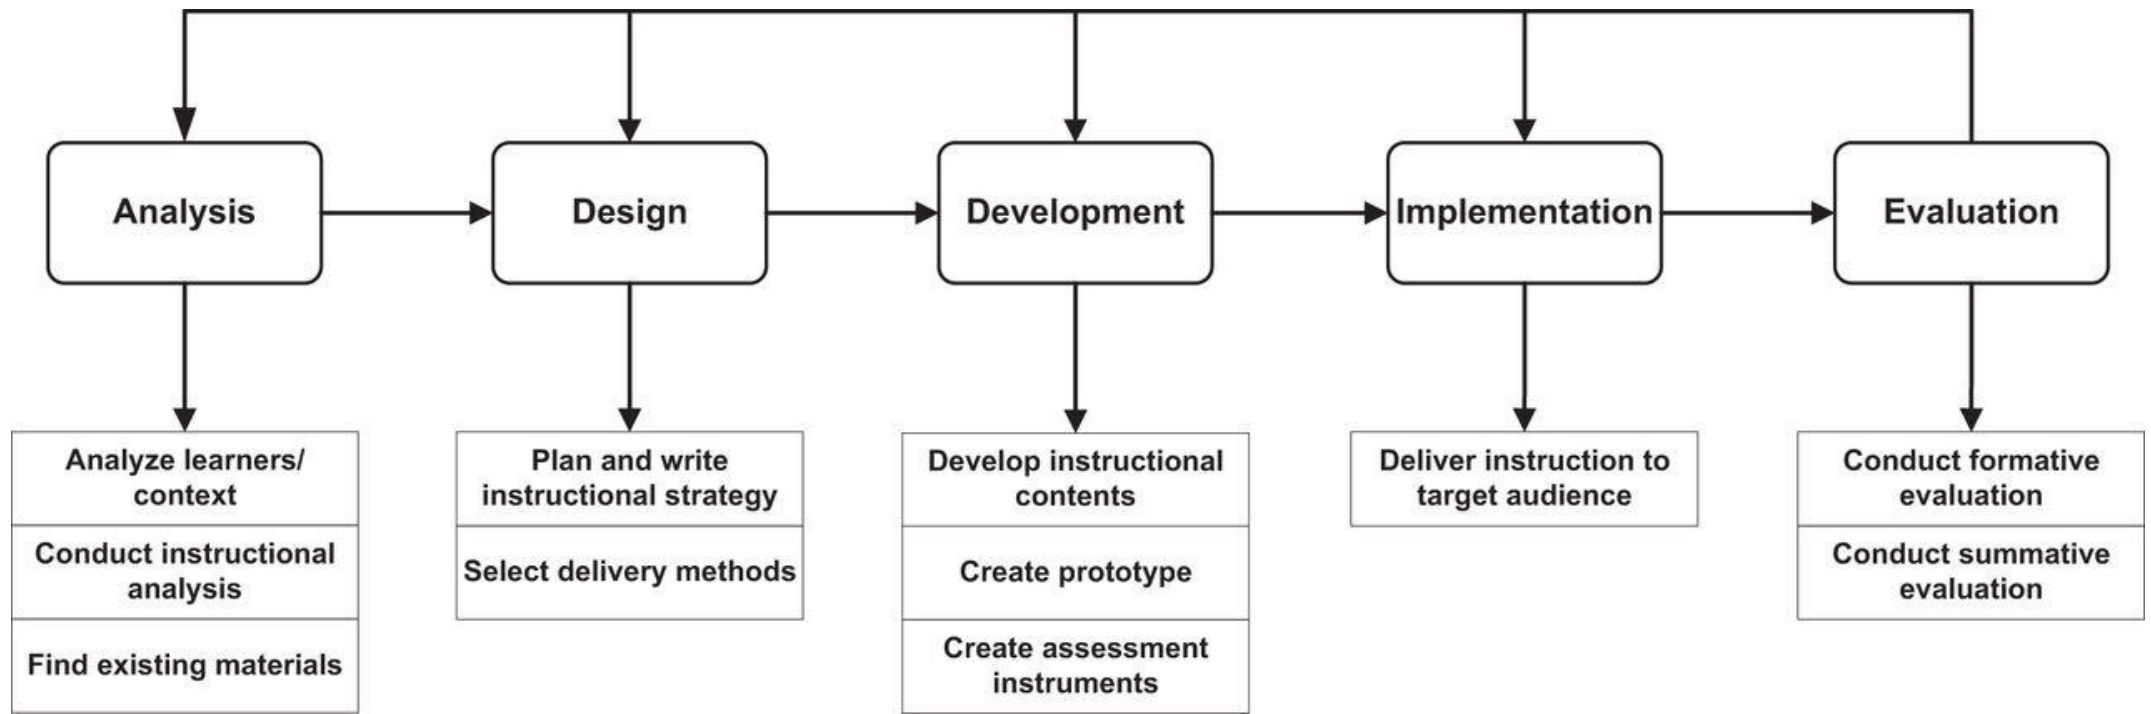 Analysis
Design
Development
Implementation
Evaluation
Analyze learners/
context
Conduct instructional
analysis
Find existing materials
Plan and write
instructional strategy
Select delivery methods
Develop instructional
contents
Create prototype
Create assessment
instruments
Deliver instruction to
target audience
Conduct formative
evaluation
Conduct summative
evaluation